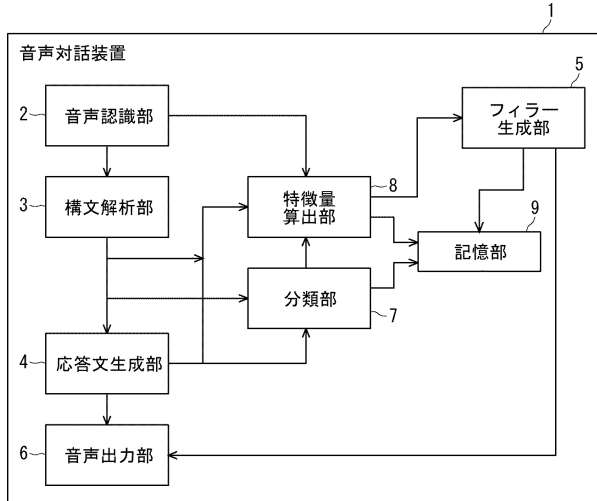 1
音声対話装置
2
音声認識部
5
フィラー
生成部
3
構文解析部
8
特徴量
算出部
9
記憶部
分類部
7
4
応答文生成部
6
音声出力部